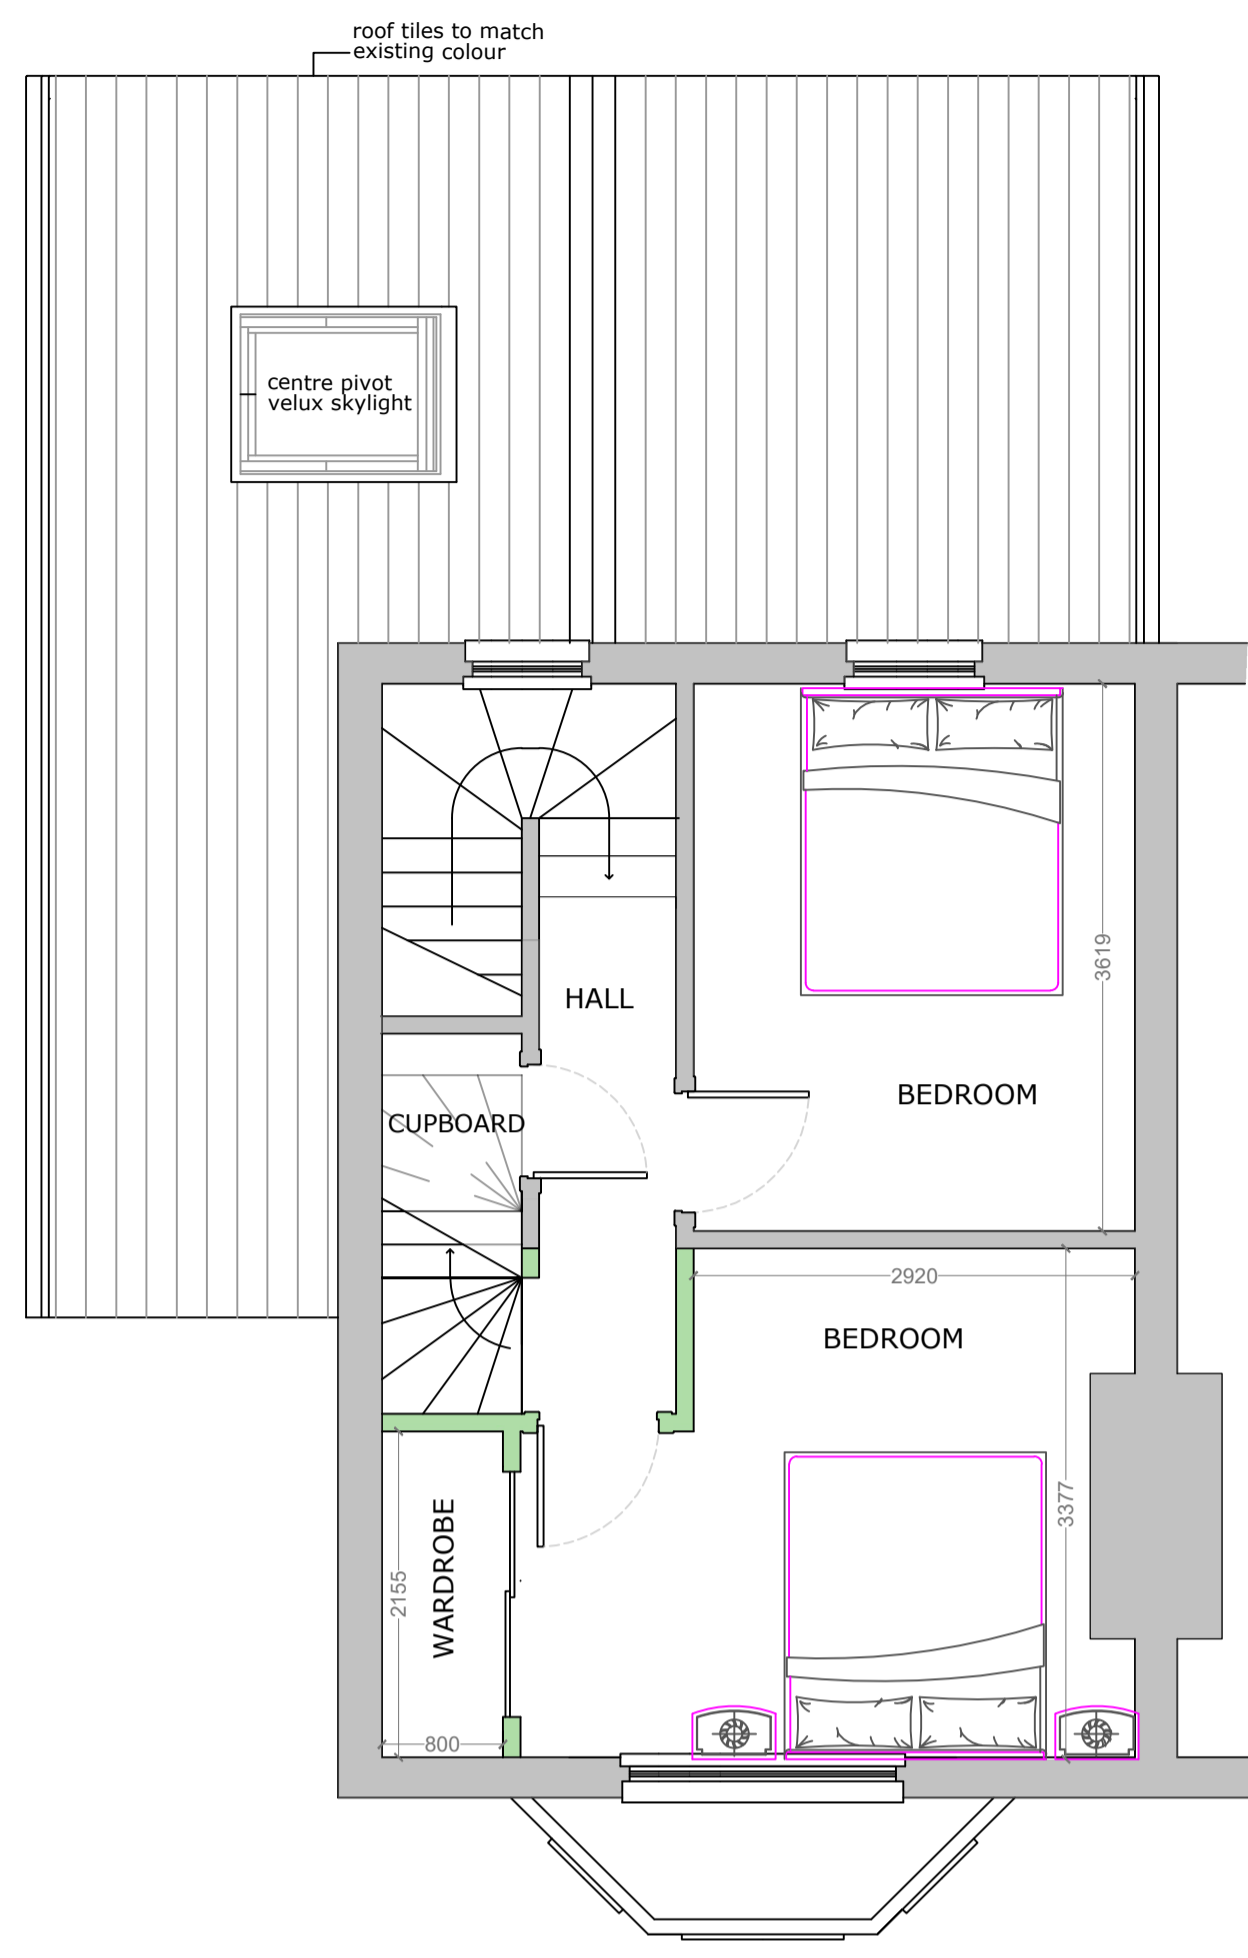 roof tiles to match
existing colour
centre pivot
velux skylight
HALL
3619
BEDROOM
CUPBOARD
2920
BEDROOM
3377
WARDROBE
2155
800